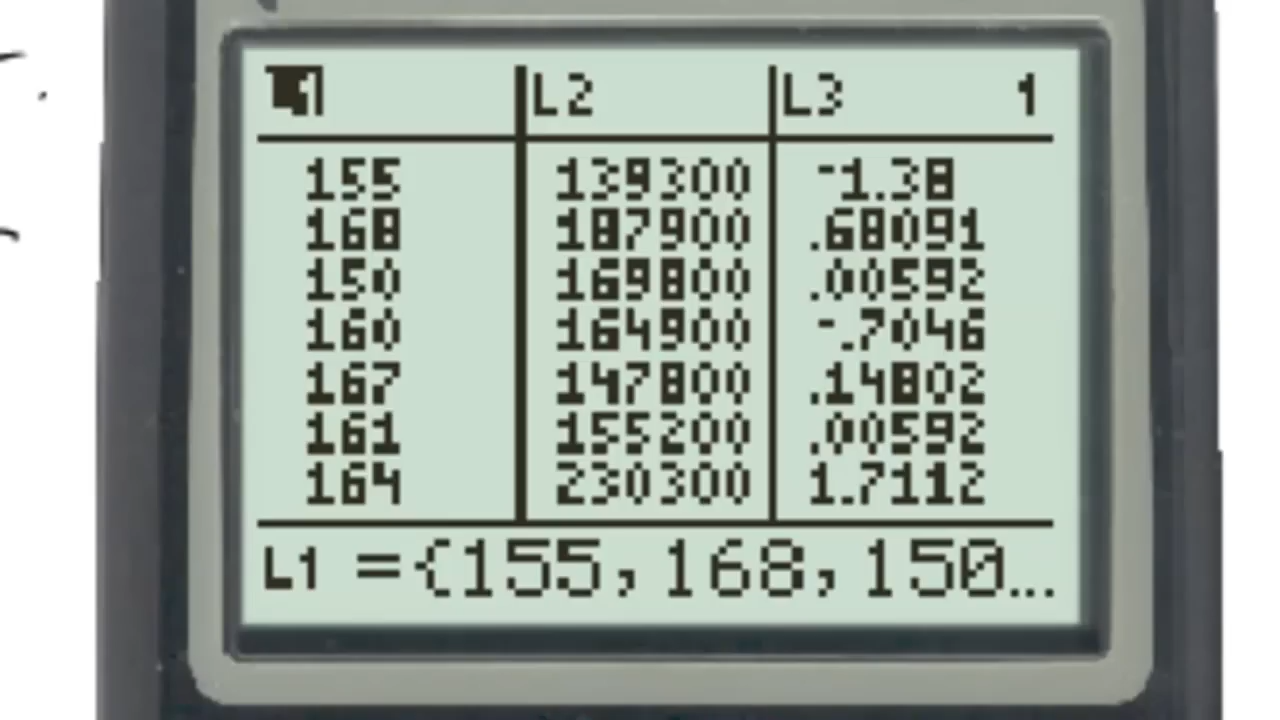 L1 L2 L3 1
155 139300 -1.38
168 187900 .68091
150 169800 .00592
160 164900 -.7046
167 147800 .14802
161 155200 .00592
164 230300 1.7112
L1 ={155,168,150...